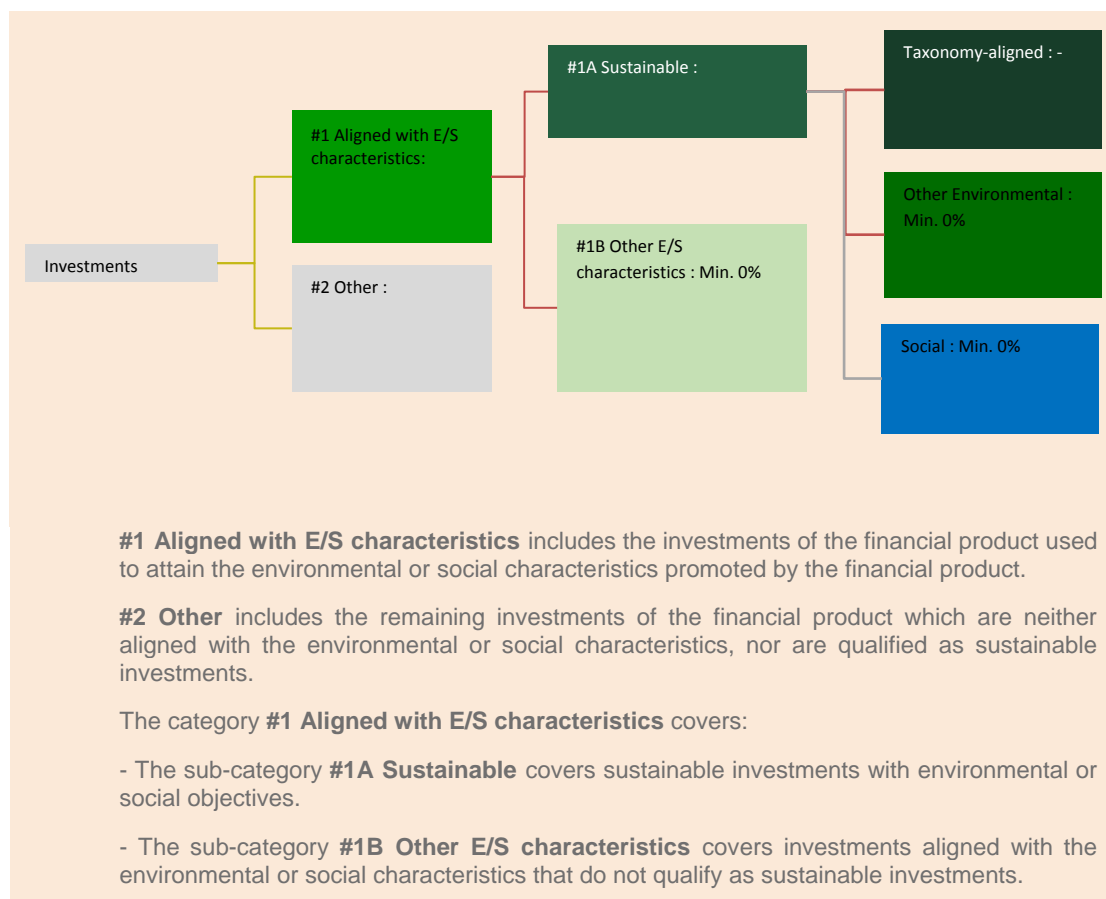 Investments
#1 Aligned with E/S
characteristics:
#2 Other :
#1A Sustainable :
#1B Other E/S
characteristics : Min. 0%
Taxonomy-aligned : -
Other Environmental :
Min. 0%
Social : Min. 0%
#1 Aligned with E/S characteristics includes the investments of the financial product used
to attain the environmental or social characteristics promoted by the financial product.
#2 Other includes the remaining investments of the financial product which are neither
aligned with the environmental or social characteristics, nor are qualified as sustainable
investments.
The category #1 Aligned with E/S characteristics covers:
- The sub-category #1A Sustainable covers sustainable investments with environmental or
social objectives.
- The sub-category #1B Other E/S characteristics covers investments aligned with the
environmental or social characteristics that do not qualify as sustainable investments.